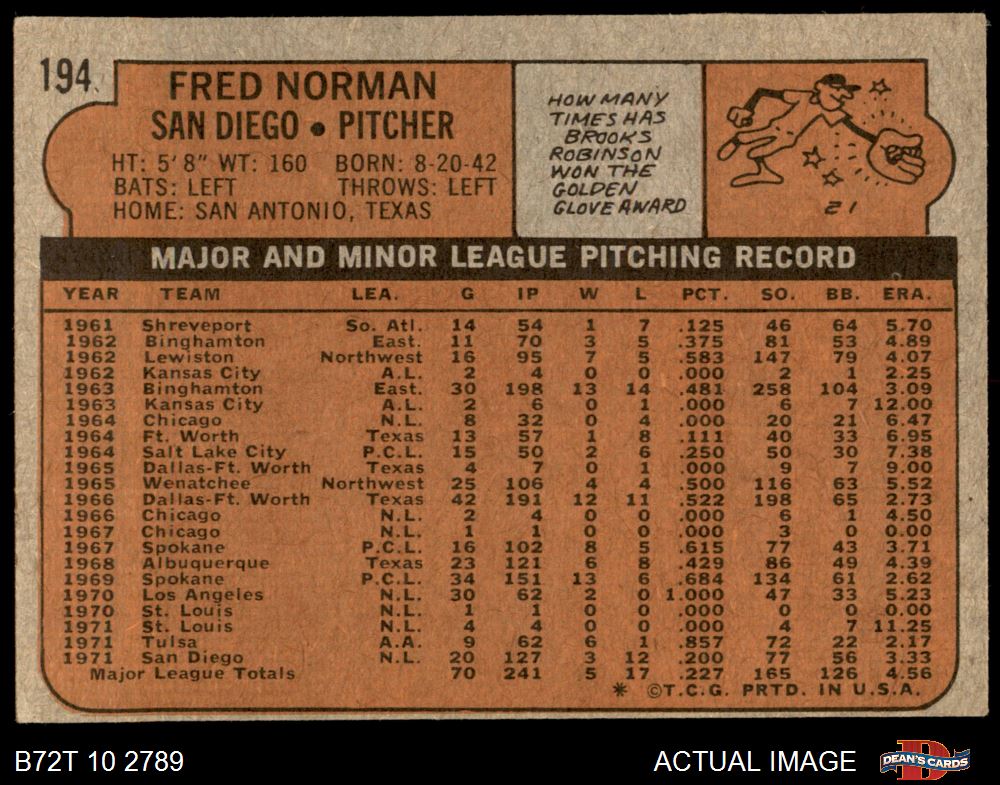 194
FRED NORMAN
SAN DIEGO • PITCHER
HT: 5'8" WT: 160 BORN: 8-20-42
BATS: LEFT THROWS: LEFT
HOME: SAN ANTONIO, TEXAS
HOW MANY
TIMES HAS
BROOKS
ROBINSON
WON THE
GOLDEN
GLOVE AWARD
21
MAJOR AND MINOR LEAGUE PITCHING RECORD
YEAR TEAM LEA. G IP W L PCT. SO. BB. ERA.
1961 Shreveport So. Atl. 14 54 1 7 .125 46 64 5.70
1962 Binghamton East. 11 70 3 5 .375 81 53 4.89
1962 Lewiston Northwest 16 95 7 5 .583 147 79 4.07
1962 Kansas City A.L. 2 4 0 0 .000 2 1 2.25
1963 Binghamton East. 30 198 13 14 .481 258 104 3.09
1963 Kansas City A.L. 2 6 0 1 .000 6 7 12.00
1964 Chicago N.L. 8 32 0 4 .000 20 21 6.47
1964 Ft. Worth Texas 13 57 1 8 .111 40 33 6.95
1964 Salt Lake City P.C.L. 15 50 2 6 .250 50 30 7.38
1965 Dallas-Ft. Worth Texas 4 7 0 1 .000 9 7 9.00
1965 Wenatchee Northwest 25 106 4 4 .500 116 63 5.52
1966 Dallas-Ft. Worth Texas 42 191 12 11 .522 198 65 2.73
1966 Chicago N.L. 2 4 0 0 .000 6 1 4.50
1967 Chicago N.L. 1 1 0 0 .000 3 0 0.00
1967 Spokane P.C.L. 16 102 8 5 .615 77 43 3.71
1968 Albuquerque Texas 23 121 6 8 .429 86 49 4.39
1969 Spokane P.C.L. 34 151 13 6 .684 134 61 2.62
1970 Los Angeles N.L. 30 62 2 0 1.000 47 33 5.23
1970 St. Louis N.L. 1 1 0 0 .000 0 0 0.00
1971 St. Louis N.L. 4 4 0 0 .000 4 7 11.25
1971 Tulsa A.A. 9 62 6 1 .857 72 22 2.17
1971 San Diego N.L. 20 127 3 12 .200 77 56 3.33
Major League Totals 70 241 5 17 .227 165 126 4.56
* ©T.C.G. PRTD. IN U.S.A.
B72T 10 2789
ACTUAL IMAGE
DEAN'S CARDS